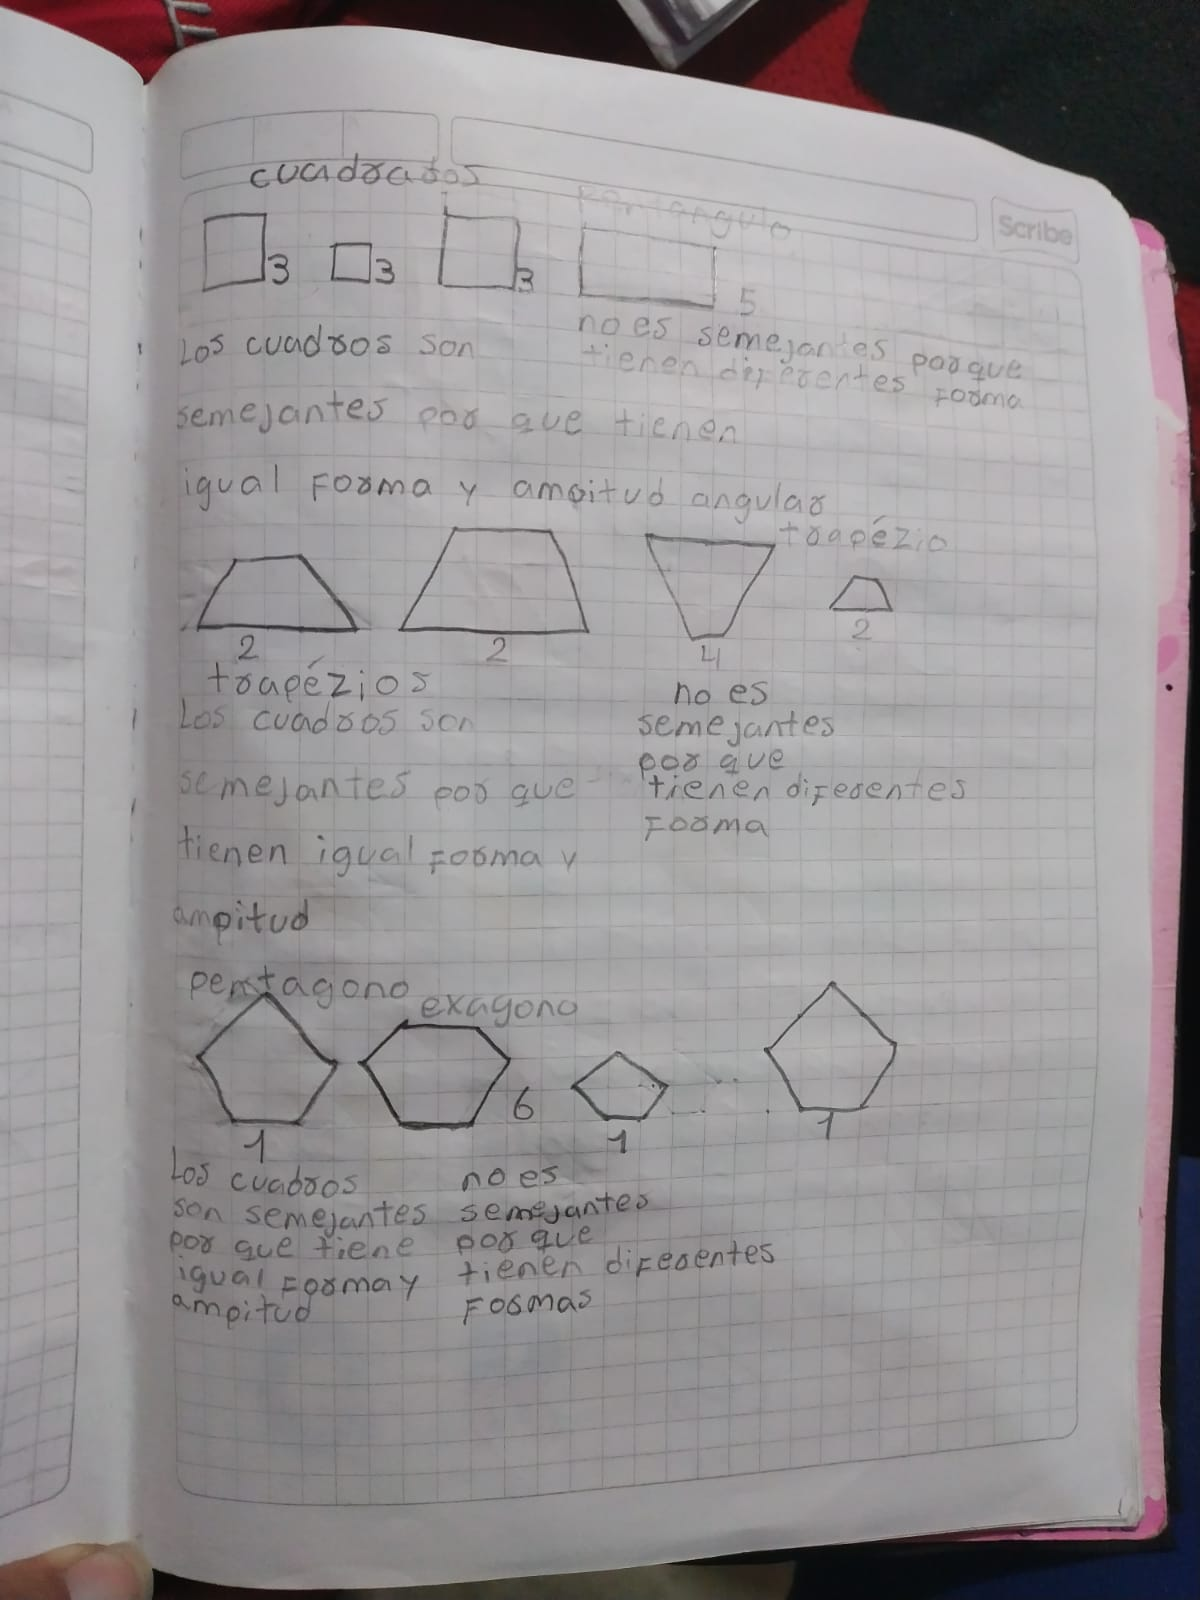 Scribe
cuadrados
Rectangulo
3
3
3
5
Los cuadros son
semejantes por que tienen
igual Forma y ampitud angular
no es semejantes porque
tienen diferentes Forma
trapézio
2
2
4
2
trapézios
Los cuadros son
semejantes por que
tienen igual Forma y
ampitud
no es
semejantes
por que
tienen diferentes
Forma
pentagono
exagono
1
6
1
1
Los cuadros
son semejantes
por que tiene
igual Forma y
ampitud
no es
semejantes
por que
tienen diferentes
Formas